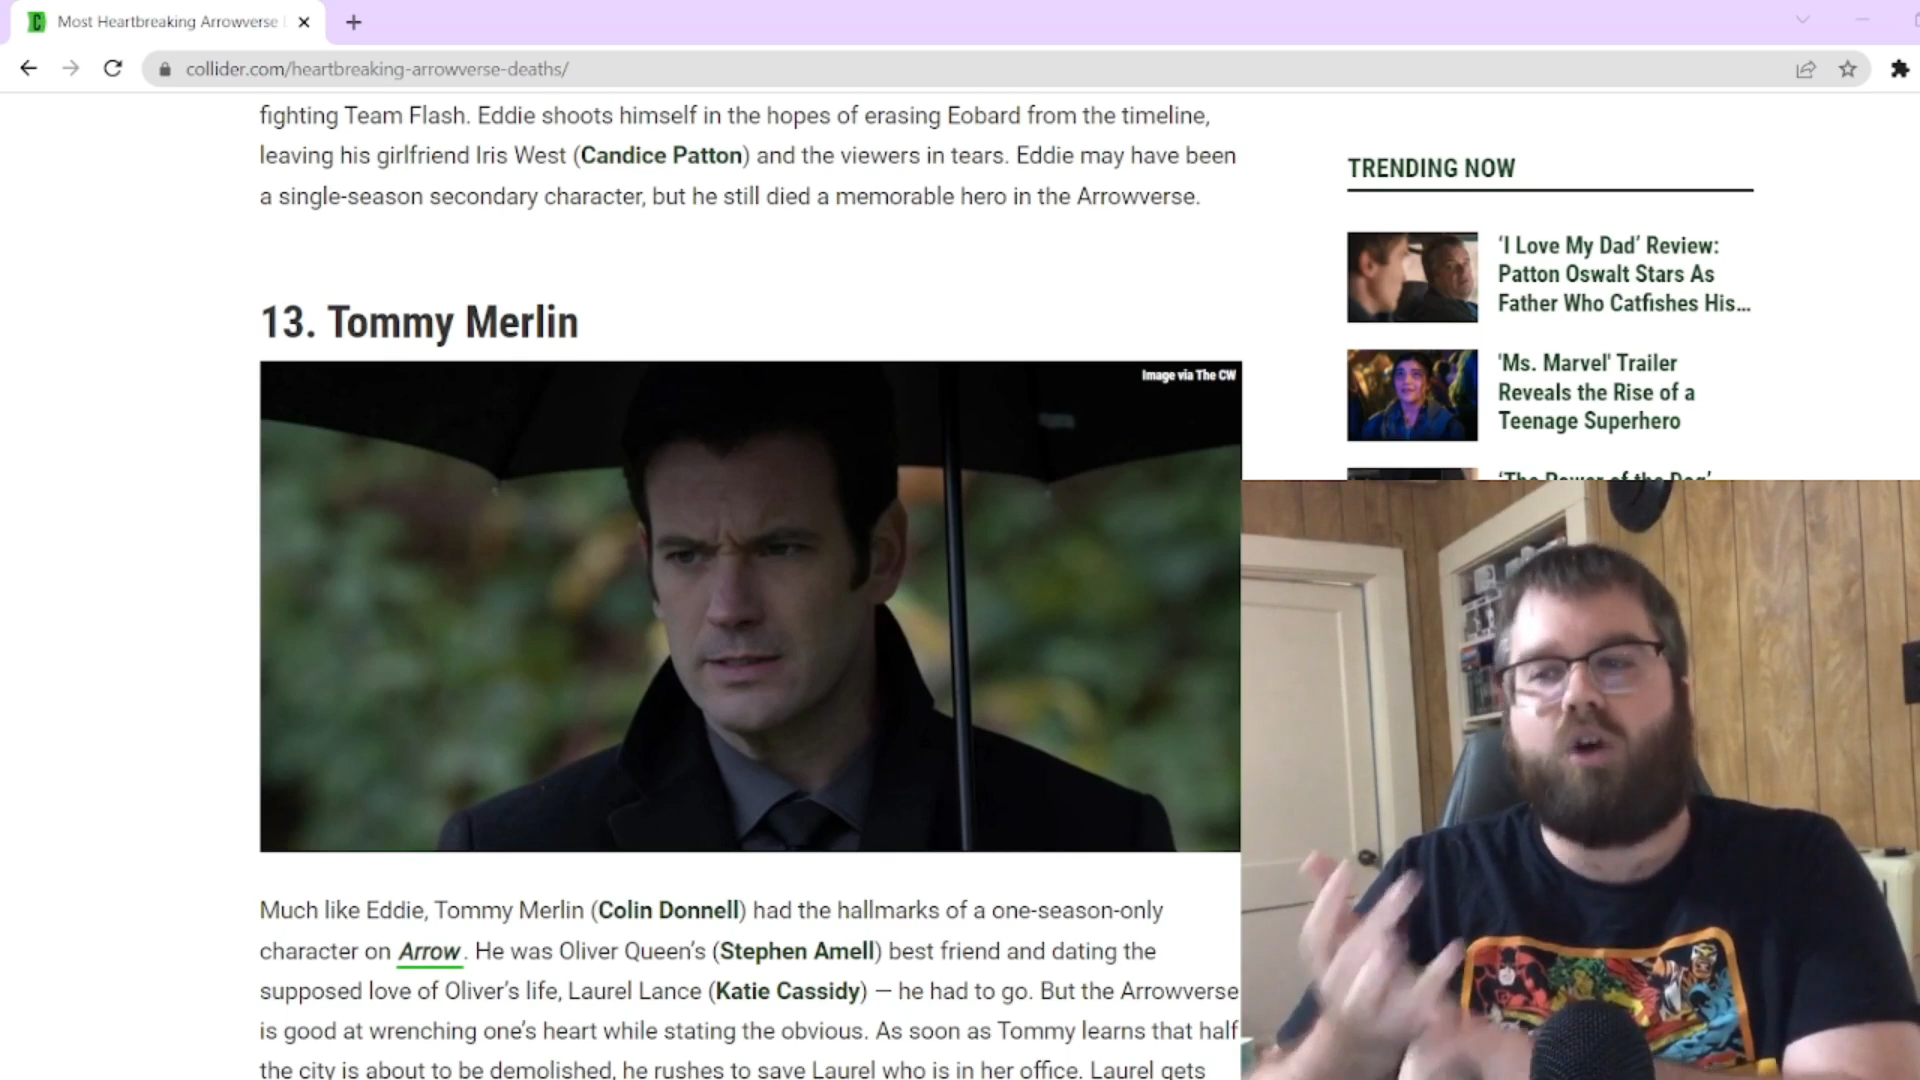 Most Heartbreaking Arrowverse
collider.com/heartbreaking-arrowverse-deaths/
fighting Team Flash. Eddie shoots himself in the hopes of erasing Eobard from the timeline,
leaving his girlfriend Iris West (Candice Patton) and the viewers in tears. Eddie may have been
a single-season secondary character, but he still died a memorable hero in the Arrowverse.
13. Tommy Merlin
Image via The CW
Much like Eddie, Tommy Merlin (Colin Donnell) had the hallmarks of a one-season-only
character on Arrow. He was Oliver Queen's (Stephen Amell) best friend and dating the
supposed love of Oliver's life, Laurel Lance (Katie Cassidy) — he had to go. But the Arrowverse
is good at wrenching one's heart while stating the obvious. As soon as Tommy learns that half
the city is about to be demolished, he rushes to save Laurel who is in her office. Laurel gets
TRENDING NOW
‘I Love My Dad’ Review:
Patton Oswalt Stars As
Father Who Catfishes His...
'Ms. Marvel' Trailer
Reveals the Rise of a
Teenage Superhero
‘The Power of the Dog’